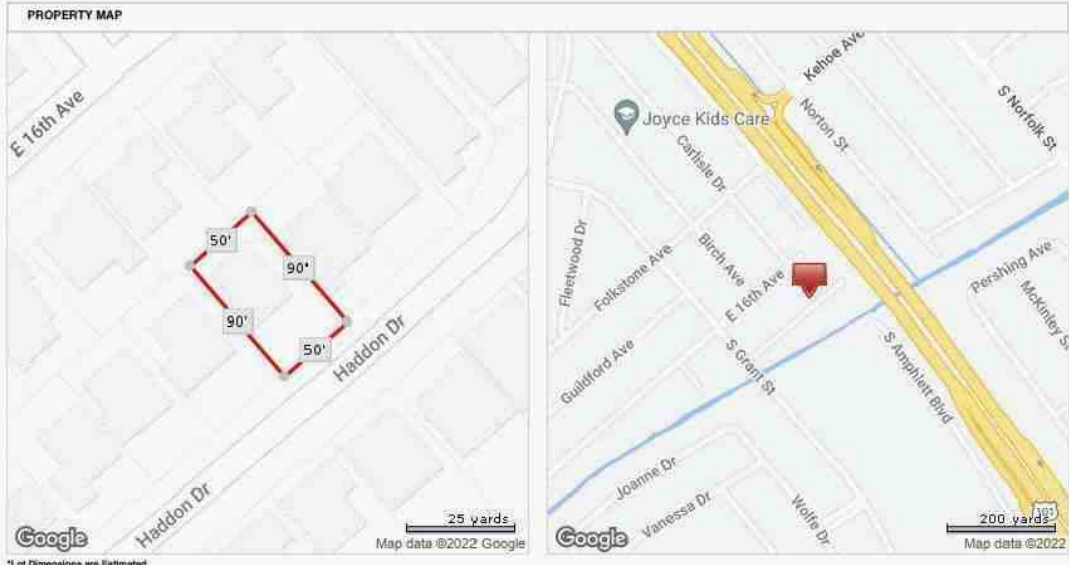 PROPERTY MAP
E 16th Ave
50'
90'
90'
50'
Haddon Dr
Haddon Dr
Google
25 yards
Map data ©2022 Google
Kehoe Ave
Joyce Kids Care
Norton St
S Norfolk St
Carlisle Dr
Fleetwood Dr
Folkstone Ave
Birch Ave
E 16th Ave
Pershing Ave
McKinley St
Guildford Ave
S Grant St
S Amphlett Blvd
Joanne Dr
Vanessa Dr
Wolfe Dr
101
Google
200 yards
Map data ©2022
*Lot Dimensions are Estimated